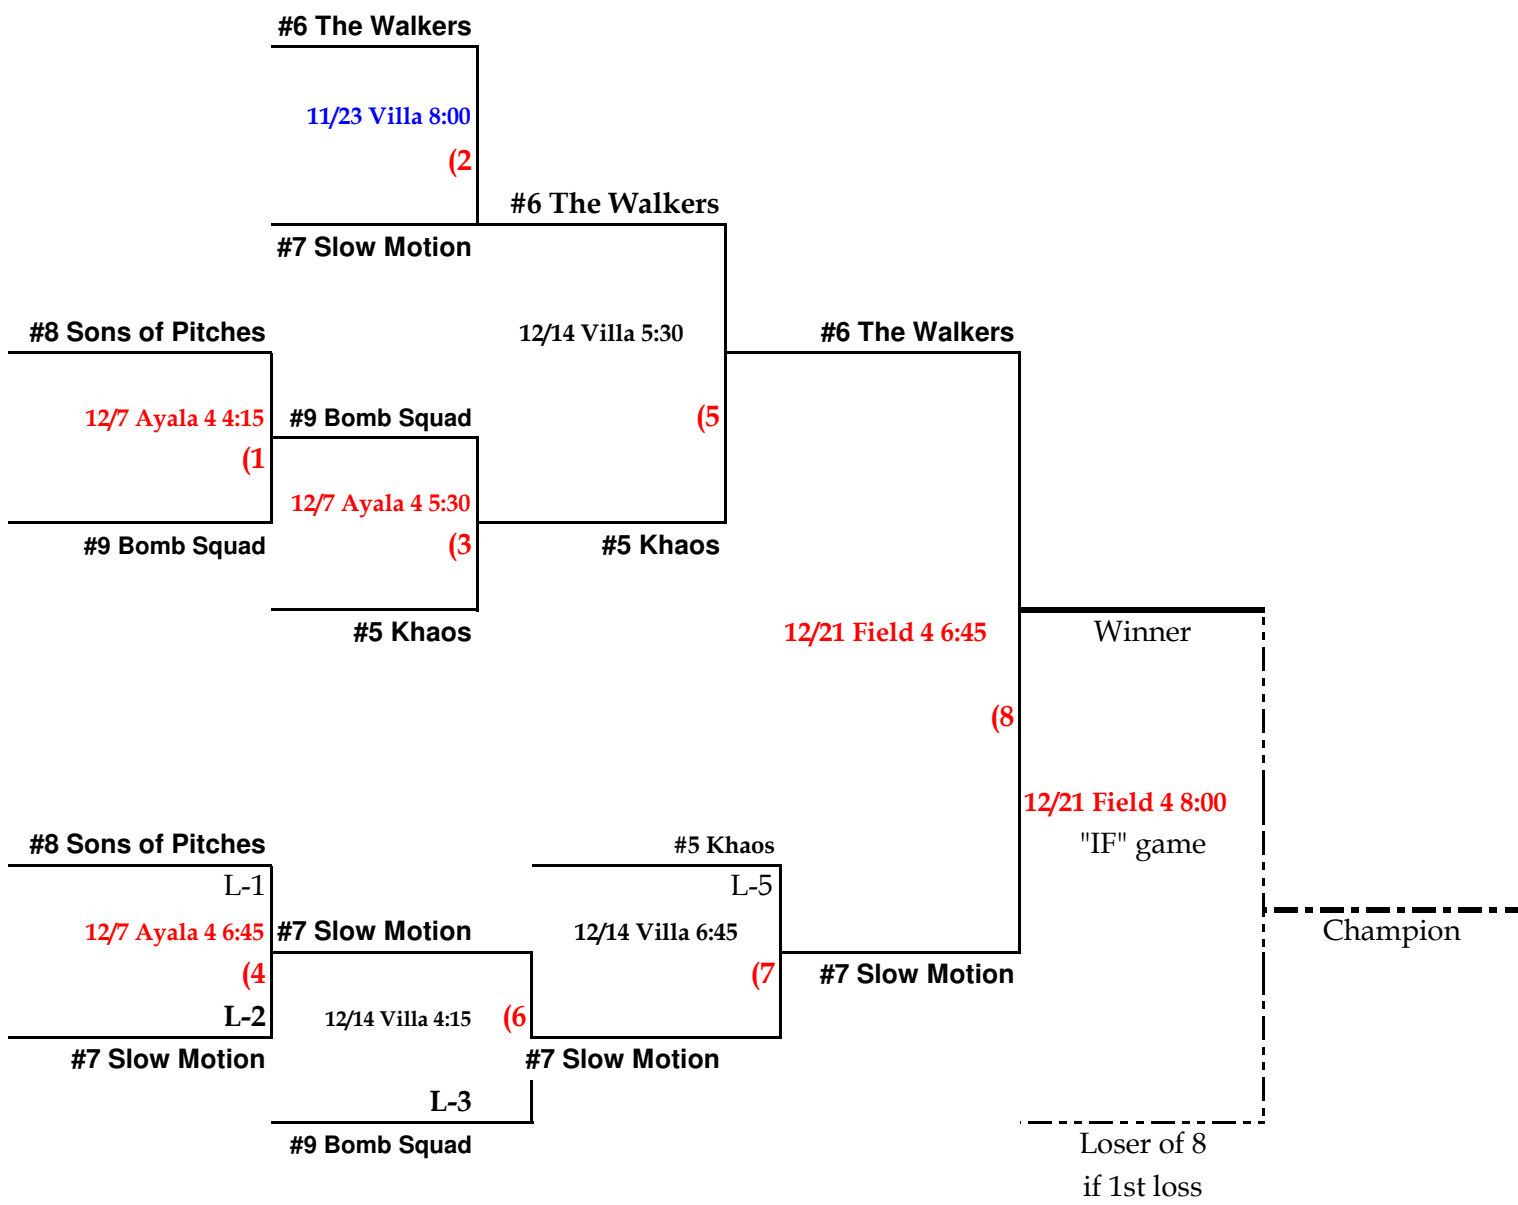 #6 The Walkers
11/23 Villa 8:00
(2
#6 The Walkers
#7 Slow Motion
#8 Sons of Pitches
12/14 Villa 5:30
#6 The Walkers
12/7 Ayala 4 4:15
#9 Bomb Squad
(5
(1
12/7 Ayala 4 5:30
#9 Bomb Squad
(3
#5 Khaos
#5 Khaos
12/21 Field 4 6:45
Winner
(8
12/21 Field 4 8:00
"IF" game
#8 Sons of Pitches
#5 Khaos
L-1
L-5
12/7 Ayala 4 6:45
#7 Slow Motion
12/14 Villa 6:45
Champion
(4
(7
#7 Slow Motion
L-2
12/14 Villa 4:15
(6
#7 Slow Motion
#7 Slow Motion
L-3
#9 Bomb Squad
Loser of 8
if 1st loss